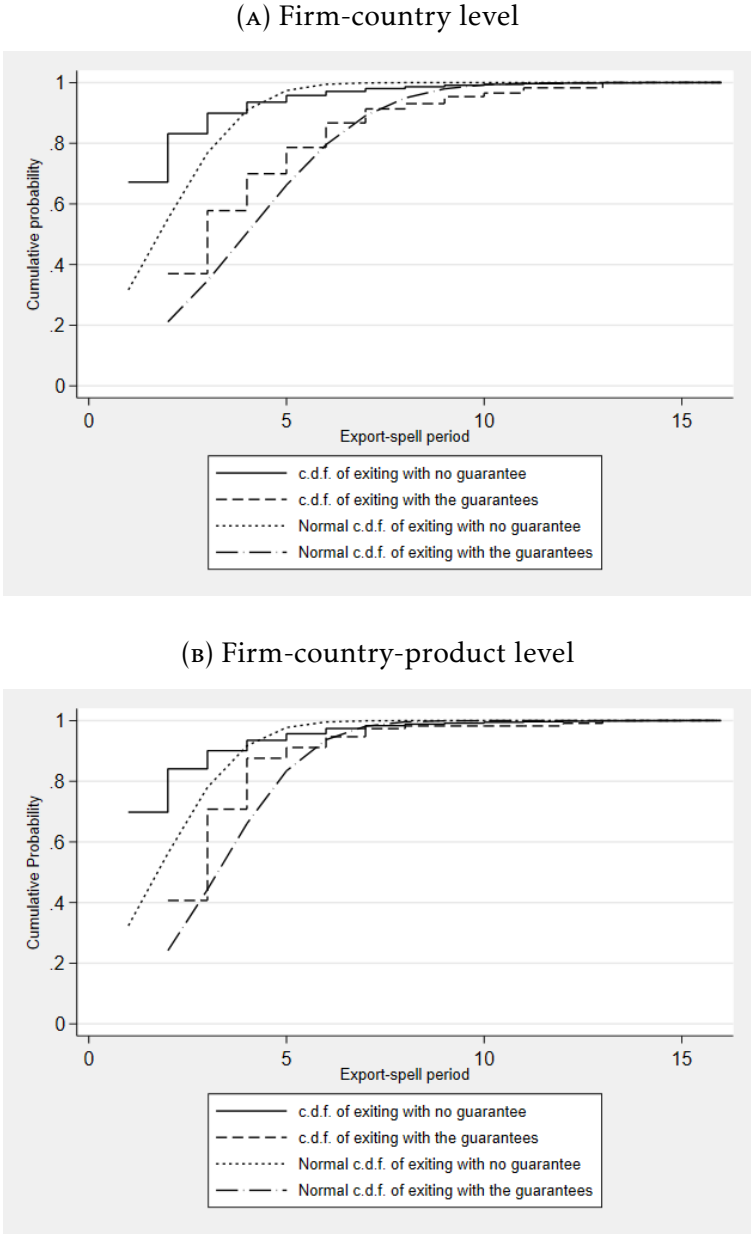 (A) Firm-country level
1
.8
.6
.4
.2
0
Cumulative probability
0 5 10 15
Export-spell period
c.d.f. of exiting with no guarantee
c.d.f. of exiting with the guarantees
Normal c.d.f. of exiting with no guarantee
Normal c.d.f. of exiting with the guarantees
(B) Firm-country-product level
1
.8
.6
.4
.2
0
Cumulative Probability
0 5 10 15
Export-spell period
c.d.f. of exiting with no guarantee
c.d.f. of exiting with the guarantees
Normal c.d.f. of exiting with no guarantee
Normal c.d.f. of exiting with the guarantees